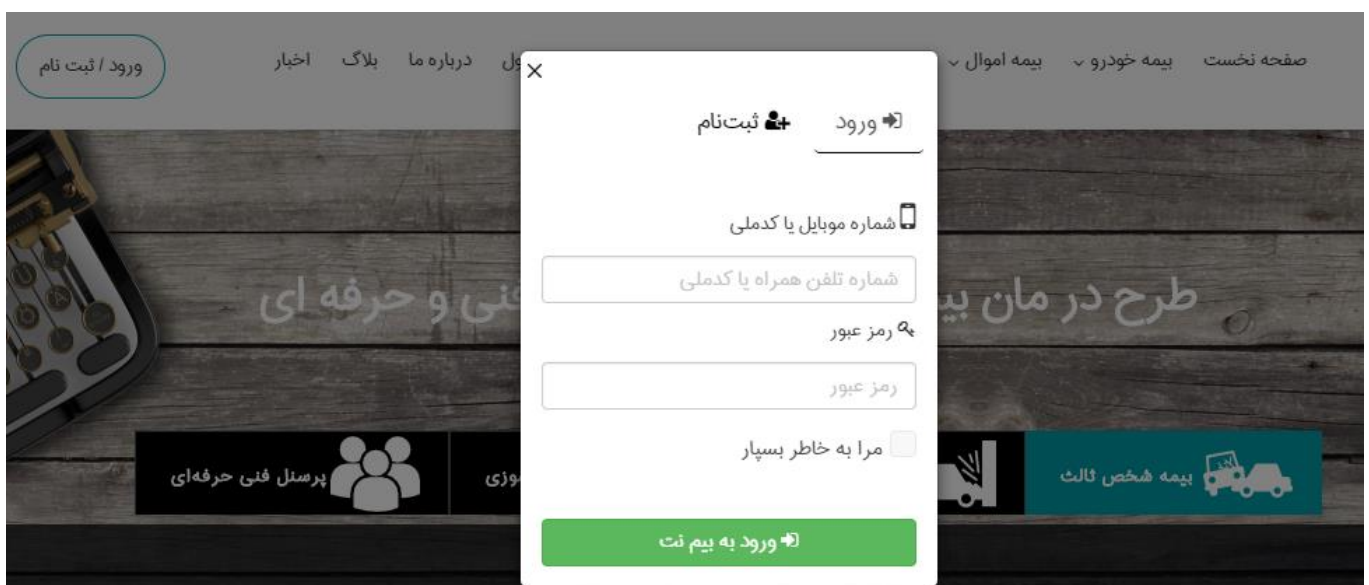 صفحه نخست بیمه خودرو بیمه اموال درباره ما بلاگ اخبار ورود / ثبت نام
ورود ثبت‌نام
شماره موبایل یا کدملی
شماره تلفن همراه یا کدملی
طرح در مان فنی و حرفه ای
رمز عبور
رمز عبور
مرا به خاطر بسپار
بیمه شخص ثالث پرسنل فنی حرفه‌ای
ورود به بیم نت